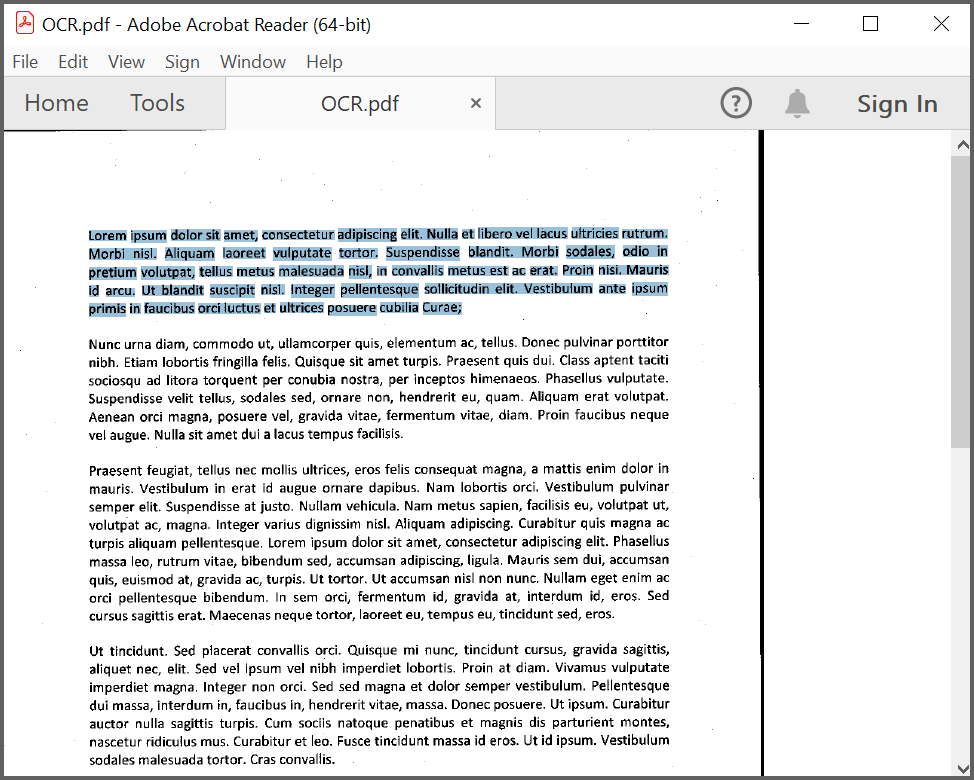 OCR.pdf - Adobe Acrobat Reader (64-bit)
File Edit View Sign Window Help
Home Tools OCR.pdf × ? Sign In
Lorem ipsum dolor sit amet, consectetur adipiscing elit. Nulla et libero vel lacus ultricies rutrum.
Morbi nisl. Aliquam laoreet vulputate tortor. Suspendisse blandit. Morbi sodales, odio in
pretium volutpat, tellus metus malesuada nisl, in convallis metus est ac erat. Proin nisi. Mauris
id arcu. Ut blandit suscipit nisi. Integer pellentesque sollicitudin elit. Vestibulum ante ipsum
primis in faucibus orci luctus et ultrices posuere cubilia Curae;
Nunc urna diam, commodo ut, ullamcorper quis, elementum ac, tellus. Donec pulvinar porttitor
nibh. Etiam lobortis fringilla felis. Quisque sit amet turpis. Praesent quis dui. Class aptent taciti
sociosqu ad litora torquent per conubia nostra, per inceptos himenaeos. Phasellus vulputate.
Suspendisse velit tellus, sodales sed, ornare non, hendrerit eu, quam. Aliquam erat volutpat.
Aenean orci magna, posuere vel, gravida vitae, fermentum vitae, diam. Proin faucibus neque
vel augue. Nulla sit amet dui a lacus tempus facilisis.
Praesent feugiat, tellus nec mollis ultrices, eros felis consequat magna, a mattis enim dolor in
mauris. Vestibulum in erat id augue ornare dapibus. Nam lobortis orci. Vestibulum pulvinar
semper elit. Suspendisse at justo. Nullam vehicula. Nam metus sapien, facilisis eu, volutpat ut,
volutpat ac, magna. Integer varius dignissim nisl. Aliquam adipiscing. Curabitur quis magna ac
turpis aliquam pellentesque. Lorem ipsum dolor sit amet, consectetur adipiscing elit. Phasellus
massa leo, rutrum vitae, bibendum sed, accumsan adipiscing, ligula. Mauris sem dui, accumsan
quis, euismod at, gravida ac, turpis. Ut tortor. Ut accumsan nisl non nunc. Nullam eget enim ac
orci pellentesque bibendum. In sem orci, fermentum id, gravida at, interdum id, eros. Sed
cursus sagittis erat. Maecenas neque tortor, laoreet eu, tempus eu, tincidunt sed, eros.
Ut tincidunt. Sed placerat convallis orci. Quisque mi nunc, tincidunt cursus, gravida sagittis,
aliquet nec, elit. Sed vel ipsum vel nibh imperdiet lobortis. Proin at diam. Vivamus vulputate
imperdiet magna. Integer non orci. Sed sed magna et dolor semper vestibulum. Pellentesque
dui massa, interdum in, faucibus in, hendrerit vitae, massa. Donec posuere. Ut ipsum. Curabitur
auctor nulla sagittis turpis. Cum sociis natoque penatibus et magnis dis parturient montes,
nascetur ridiculus mus. Curabitur et leo. Fusce tincidunt massa id eros. Ut id ipsum. Vestibulum
sodales malesuada tortor. Cras convallis.